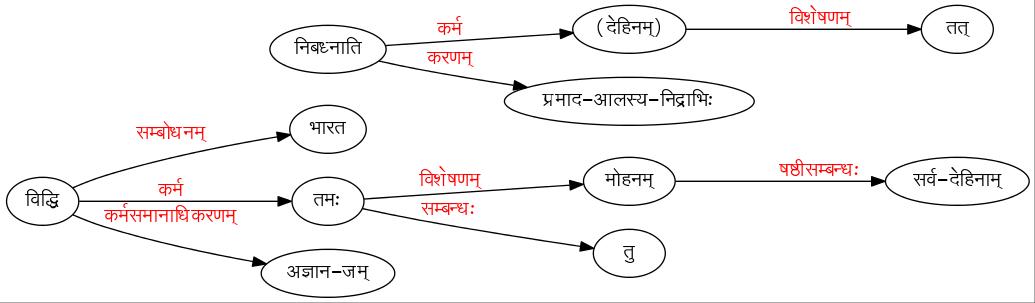 विशेषणम्
कर्म
(देहिनम्)
तत्
निबध्नाति
करणम्
प्रमाद-आलस्य-निद्राभिः
सम्बोधनम्
भारत
विशेषणम्
षष्ठीसम्बन्धः
कर्म
मोहनम्
सर्व-देहिनाम्
विद्धि
तमः
कर्मसमानाधिकरणम्
सम्बन्धः
तु
अज्ञान-जम्